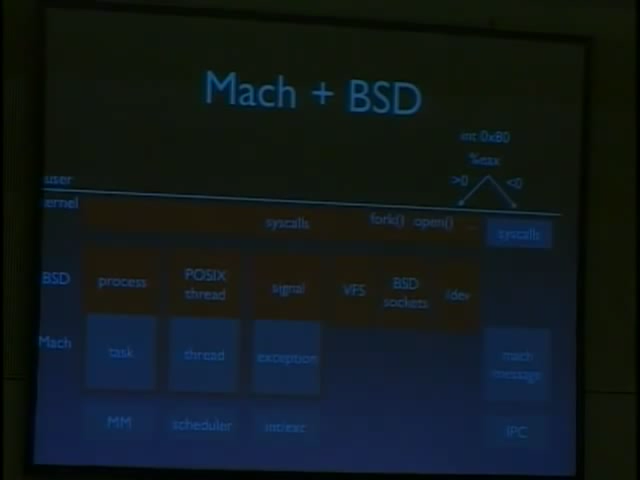 Mach + BSD
int 0x80
%eax
>0 <0
user
kernel
syscalls fork() open() ... syscalls
BSD process POSIX thread signal VFS BSD sockets /dev
Mach task thread exception mach message
MM scheduler int/exc IPC